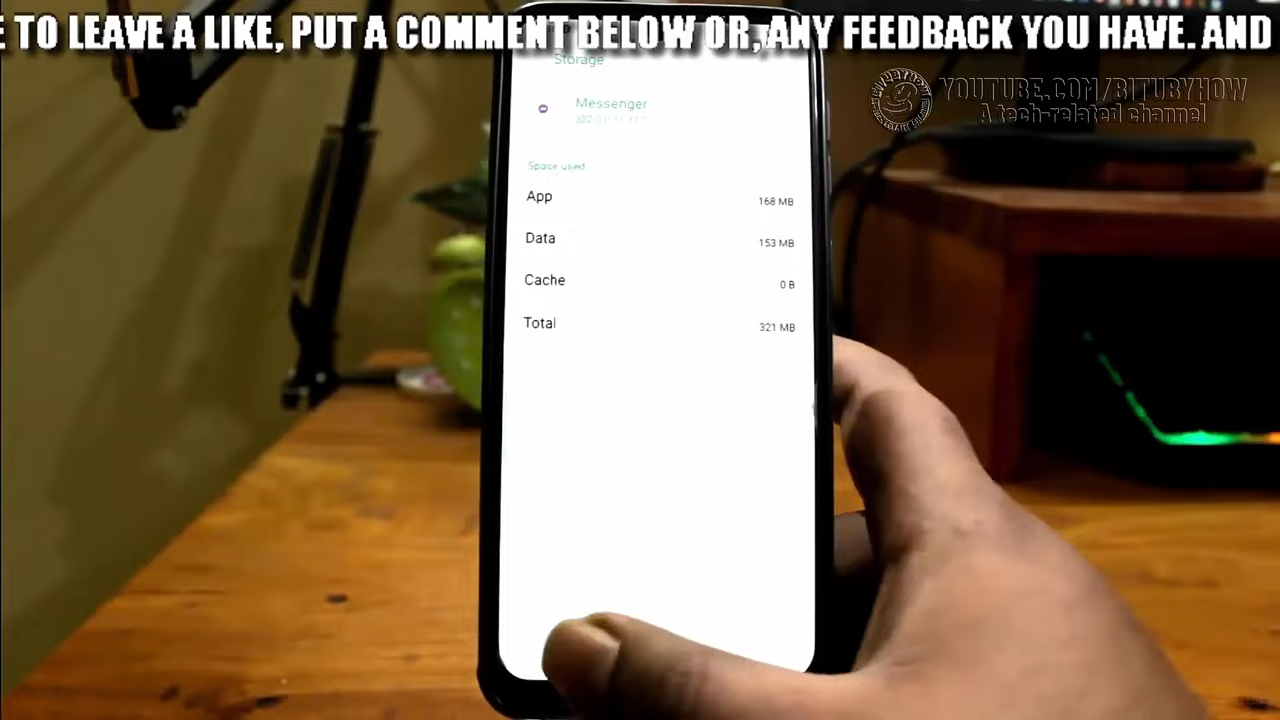 E TO LEAVE A LIKE, PUT A COMMENT BELOW OR, ANY FEEDBACK YOU HAVE. AND
YOUTUBE.COM/BITUBYHOW
A tech-related channel
Storage
Messenger
Space used
App 168 MB
Data 153 MB
Cache 0 B
Total 321 MB